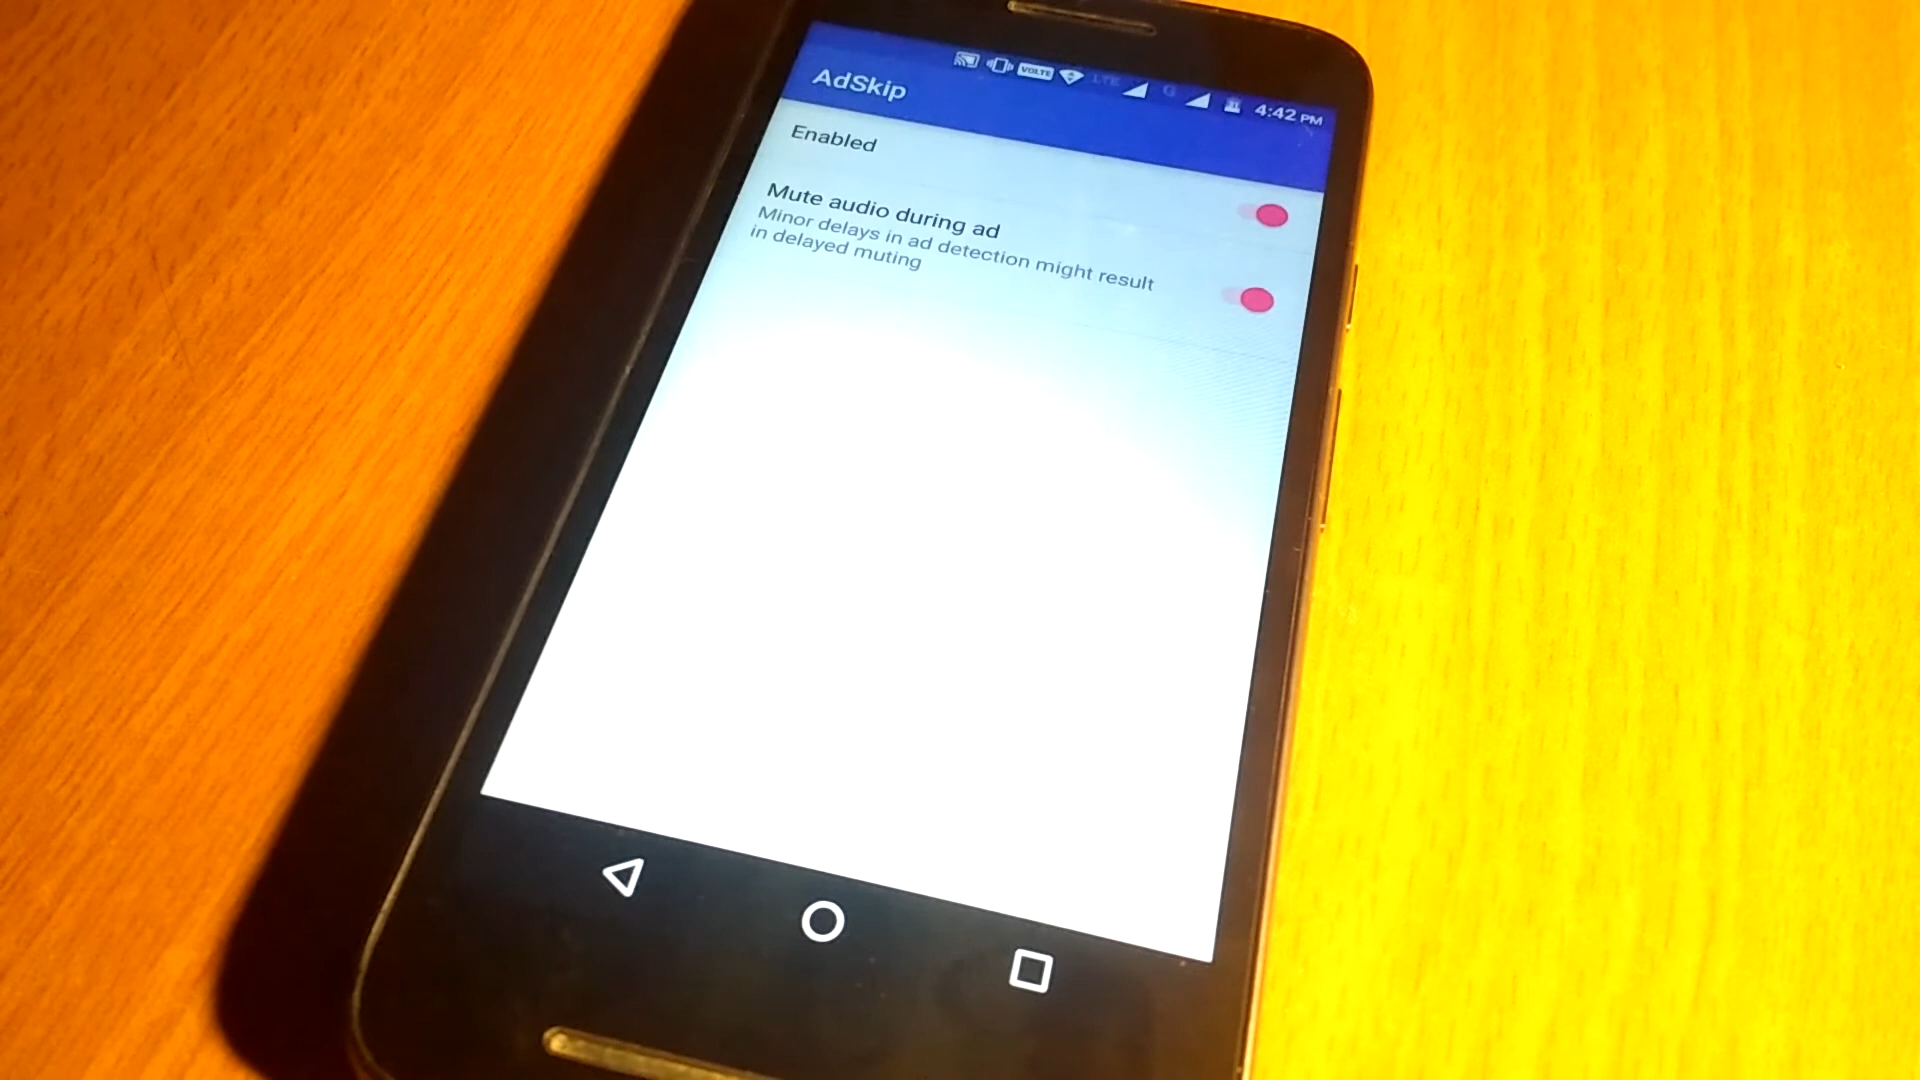 VOLTE LTE G 4:42 PM
AdSkip
Enabled
Mute audio during ad
Minor delays in ad detection might result
in delayed muting